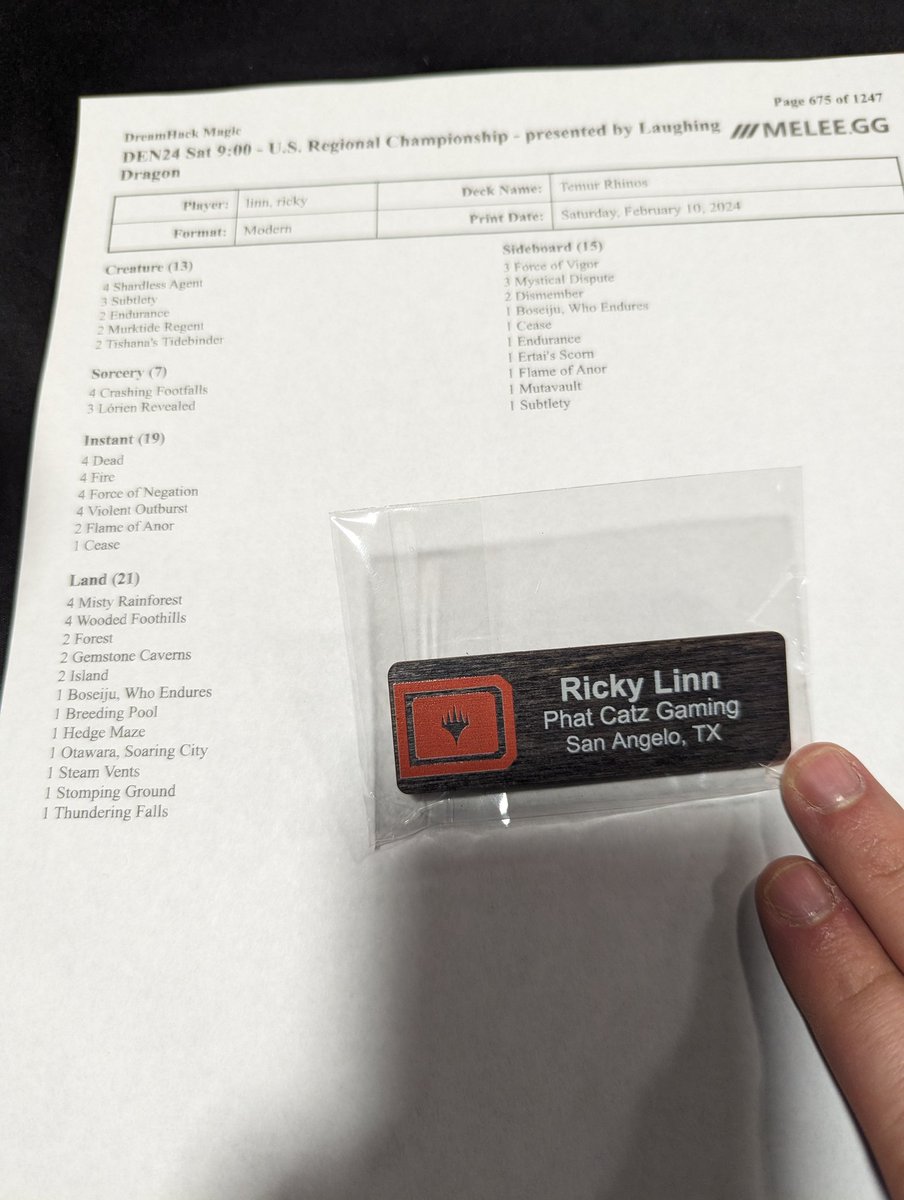 Page 675 of 1247
DreamHack Magic
DEN24 Sat 9:00 - U.S. Regional Championship - presented by Laughing
Dragon
MELEE.GG
Player: linn, ricky
Deck Name: Temur Rhinos
Format: Modern
Print Date: Saturday, February 10, 2024
Creature (13)
4 Shardless Agent
3 Subtlety
2 Endurance
2 Murktide Regent
2 Tishana's Tidebinder
Sorcery (7)
4 Crashing Footfalls
3 Lórien Revealed
Instant (19)
4 Dead
4 Fire
4 Force of Negation
4 Violent Outburst
2 Flame of Anor
1 Cease
Land (21)
4 Misty Rainforest
4 Wooded Foothills
2 Forest
2 Gemstone Caverns
2 Island
1 Boseiju, Who Endures
1 Breeding Pool
1 Hedge Maze
1 Otawara, Soaring City
1 Steam Vents
1 Stomping Ground
1 Thundering Falls
Sideboard (15)
3 Force of Vigor
3 Mystical Dispute
2 Dismember
1 Boseiju, Who Endures
1 Cease
1 Endurance
1 Ertai's Scorn
1 Flame of Anor
1 Mutavault
1 Subtlety
Ricky Linn
Phat Catz Gaming
San Angelo, TX